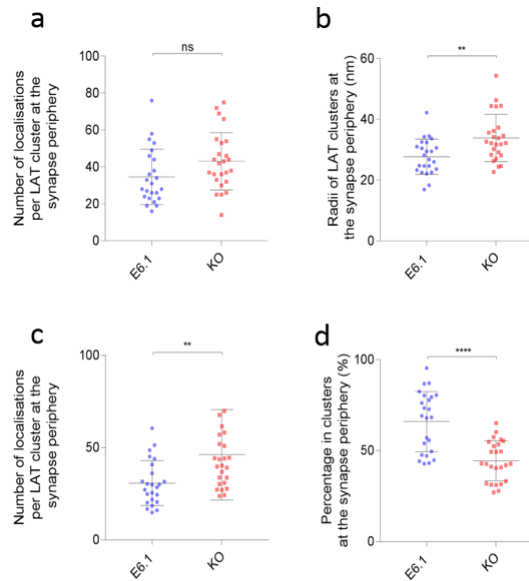 a
Number of localisations
per LAT cluster at the
synapse periphery
100
80
60
40
20
0
ns
E6.1
KO
b
Radii of LAT clusters at
the synapse periphery (nm)
60
40
20
0
**
E6.1
KO
c
Number of localisations
per LAT cluster at the
synapse periphery
100
50
0
**
E6.1
KO
d
Percentage in clusters
at the synapse periphery (%)
100
50
0
****
E6.1
KO